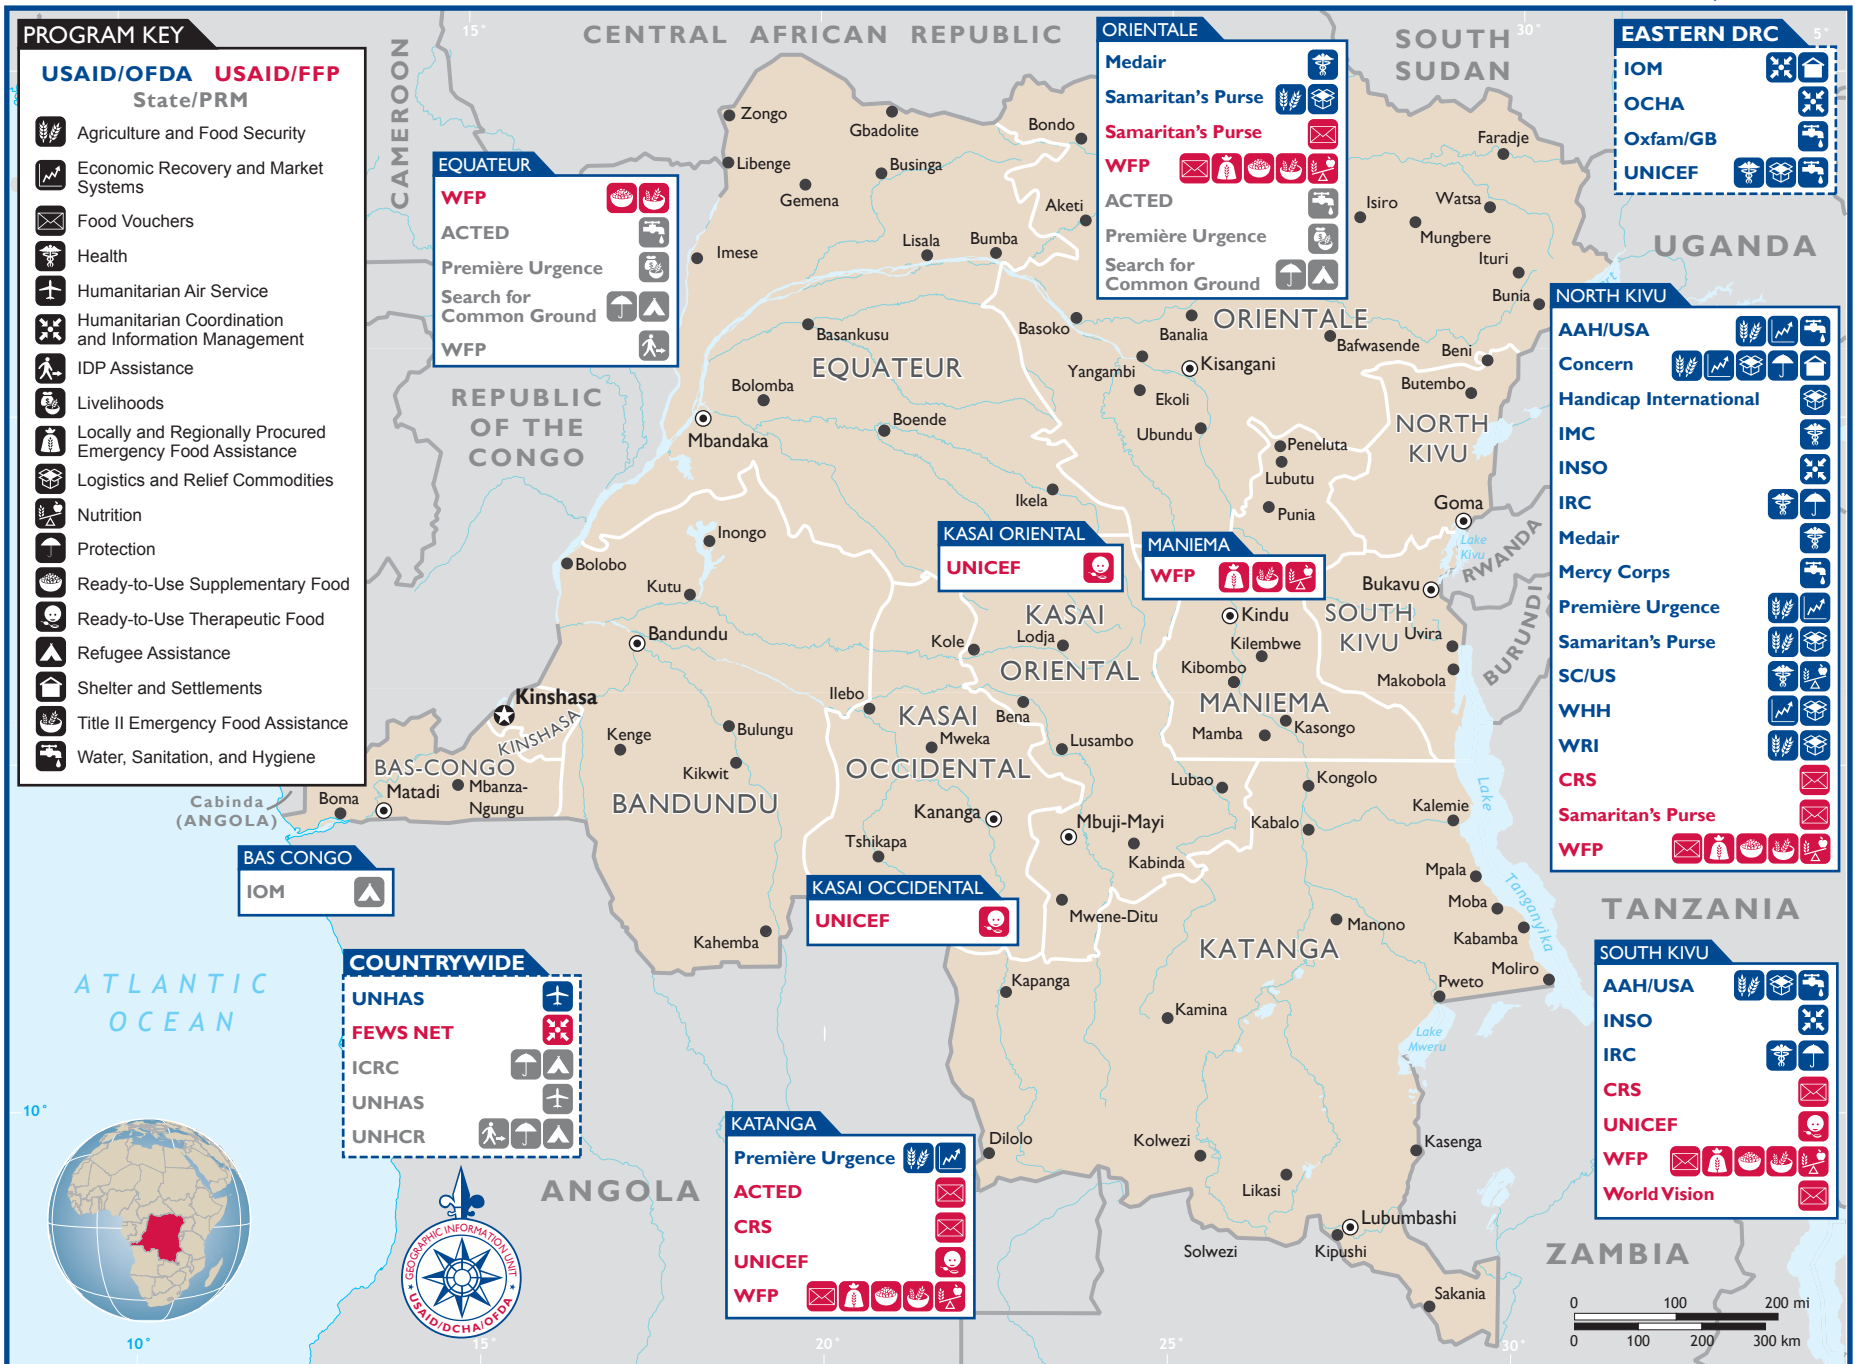 PROGRAM KEY
USAID/OFDA USAID/FFP
State/PRM
Agriculture and Food Security
Economic Recovery and Market
Systems
Food Vouchers
Health
Humanitarian Air Service
Humanitarian Coordination
and Information Management
IDP Assistance
Livelihoods
Locally and Regionally Procured
Emergency Food Assistance
Logistics and Relief Commodities
Nutrition
Protection
Ready-to-Use Supplementary Food
Ready-to-Use Therapeutic Food
Refugee Assistance
Shelter and Settlements
Title II Emergency Food Assistance
Water, Sanitation, and Hygiene
15°
30°
5°
CENTRAL AFRICAN REPUBLIC
CAMEROON
SOUTH
SUDAN
UGANDA
REPUBLIC
OF THE
CONGO
RWANDA
BURUNDI
TANZANIA
ZAMBIA
ANGOLA
Cabinda
(ANGOLA)
ATLANTIC
OCEAN
EQUATEUR
WFP
ACTED
Première Urgence
Search for
Common Ground
WFP
ORIENTALE
Medair
Samaritan's Purse
Samaritan's Purse
WFP
ACTED
Première Urgence
Search for
Common Ground
EASTERN DRC
IOM
OCHA
Oxfam/GB
UNICEF
NORTH KIVU
AAH/USA
Concern
Handicap International
IMC
INSO
IRC
Medair
Mercy Corps
Première Urgence
Samaritan's Purse
SC/US
WHH
WRI
CRS
Samaritan's Purse
WFP
KASAI ORIENTAL
UNICEF
MANIEMA
WFP
BAS CONGO
IOM
KASAI OCCIDENTAL
UNICEF
COUNTRYWIDE
UNHAS
FEWS NET
ICRC
UNHAS
UNHCR
KATANGA
Première Urgence
ACTED
CRS
UNICEF
WFP
SOUTH KIVU
AAH/USA
INSO
IRC
CRS
UNICEF
WFP
World Vision
Zongo
Gbadolite
Bondo
Faradje
Libenge
Businga
Gemena
Aketi
Isiro
Watsa
Mungbere
Imese
Lisala
Bumba
Ituri
Bunia
Basankusu
Basoko
Banalia
ORIENTALE
Bafwasende
Beni
EQUATEUR
Yangambi
Kisangani
Butembo
Bolomba
Ekoli
Mbandaka
Boende
Ubundu
Peneluta
NORTH
KIVU
Lubutu
Ikela
Punia
Goma
Lake
Kivu
Inongo
Bolobo
Kutu
Bukavu
KASAI
ORIENTAL
Kindu
SOUTH
KIVU
Bandundu
Kole
Lodja
Kilembwe
Uvira
Kibombo
Makobola
Kinshasa
KINSHASA
Ilebo
KASAI
OCCIDENTAL
Bena
MANIEMA
Kenge
Bulungu
Mweka
Lusambo
Mamba
Kasongo
Kikwit
BAS-CONGO
Matadi
Mbanza-
Ngungu
Boma
BANDUNDU
Lubao
Kongolo
Lake
Tanganyika
Kananga
Mbuji-Mayi
Kabalo
Kalemie
Tshikapa
Kabinda
Mpala
Moba
Mwene-Ditu
Manono
Kabamba
Kahemba
KATANGA
Kapanga
Pweto
Moliro
Kamina
Lake
Mweru
Dilolo
Kolwezi
Kasenga
Likasi
Lubumbashi
Solwezi
Kipushi
Sakania
10°
10°
15°
20°
25°
30°
GEOGRAPHIC INFORMATION UNIT
USAID/DCHA/OFDA
0 100 200 mi
0 100 200 300 km